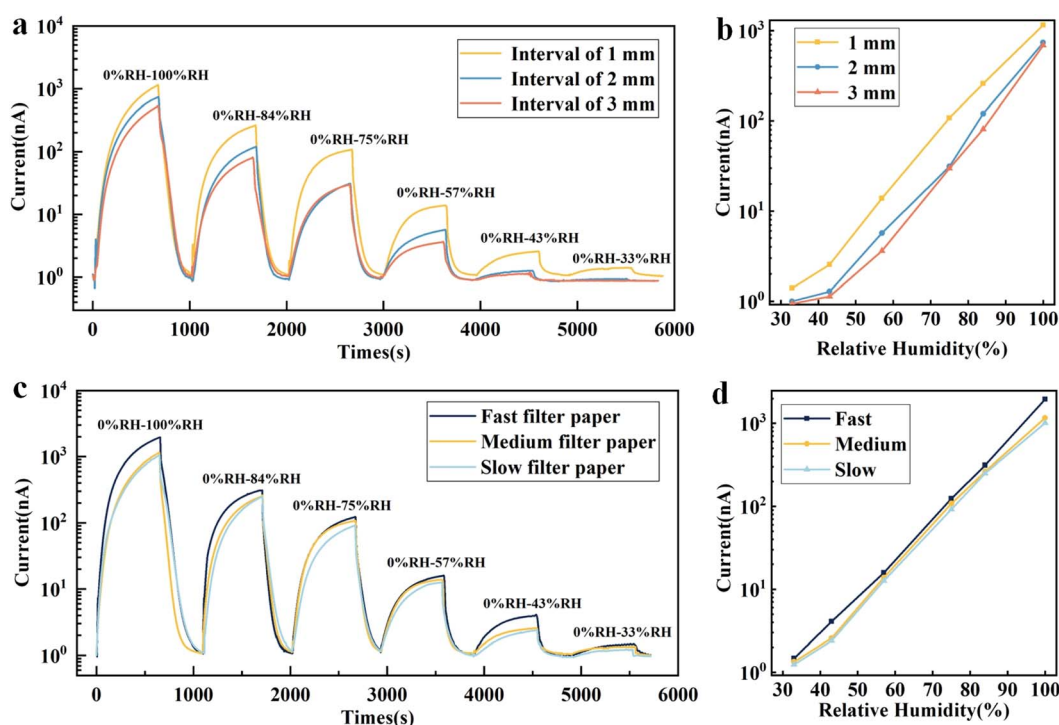 a
Current(nA)
10⁴
10³
10²
10¹
10⁰
0%RH-100%RH
0%RH-84%RH
0%RH-75%RH
0%RH-57%RH
0%RH-43%RH
0%RH-33%RH
Interval of 1 mm
Interval of 2 mm
Interval of 3 mm
0 1000 2000 3000 4000 5000 6000
Times(s)
b
Current(nA)
10³
10²
10¹
10⁰
1 mm
2 mm
3 mm
30 40 50 60 70 80 90 100
Relative Humidity(%)
c
Current(nA)
10⁴
10³
10²
10¹
10⁰
0%RH-100%RH
0%RH-84%RH
0%RH-75%RH
0%RH-57%RH
0%RH-43%RH
0%RH-33%RH
Fast filter paper
Medium filter paper
Slow filter paper
0 1000 2000 3000 4000 5000 6000
Times(s)
d
Current(nA)
10³
10²
10¹
10⁰
Fast
Medium
Slow
30 40 50 60 70 80 90 100
Relative Humidity(%)